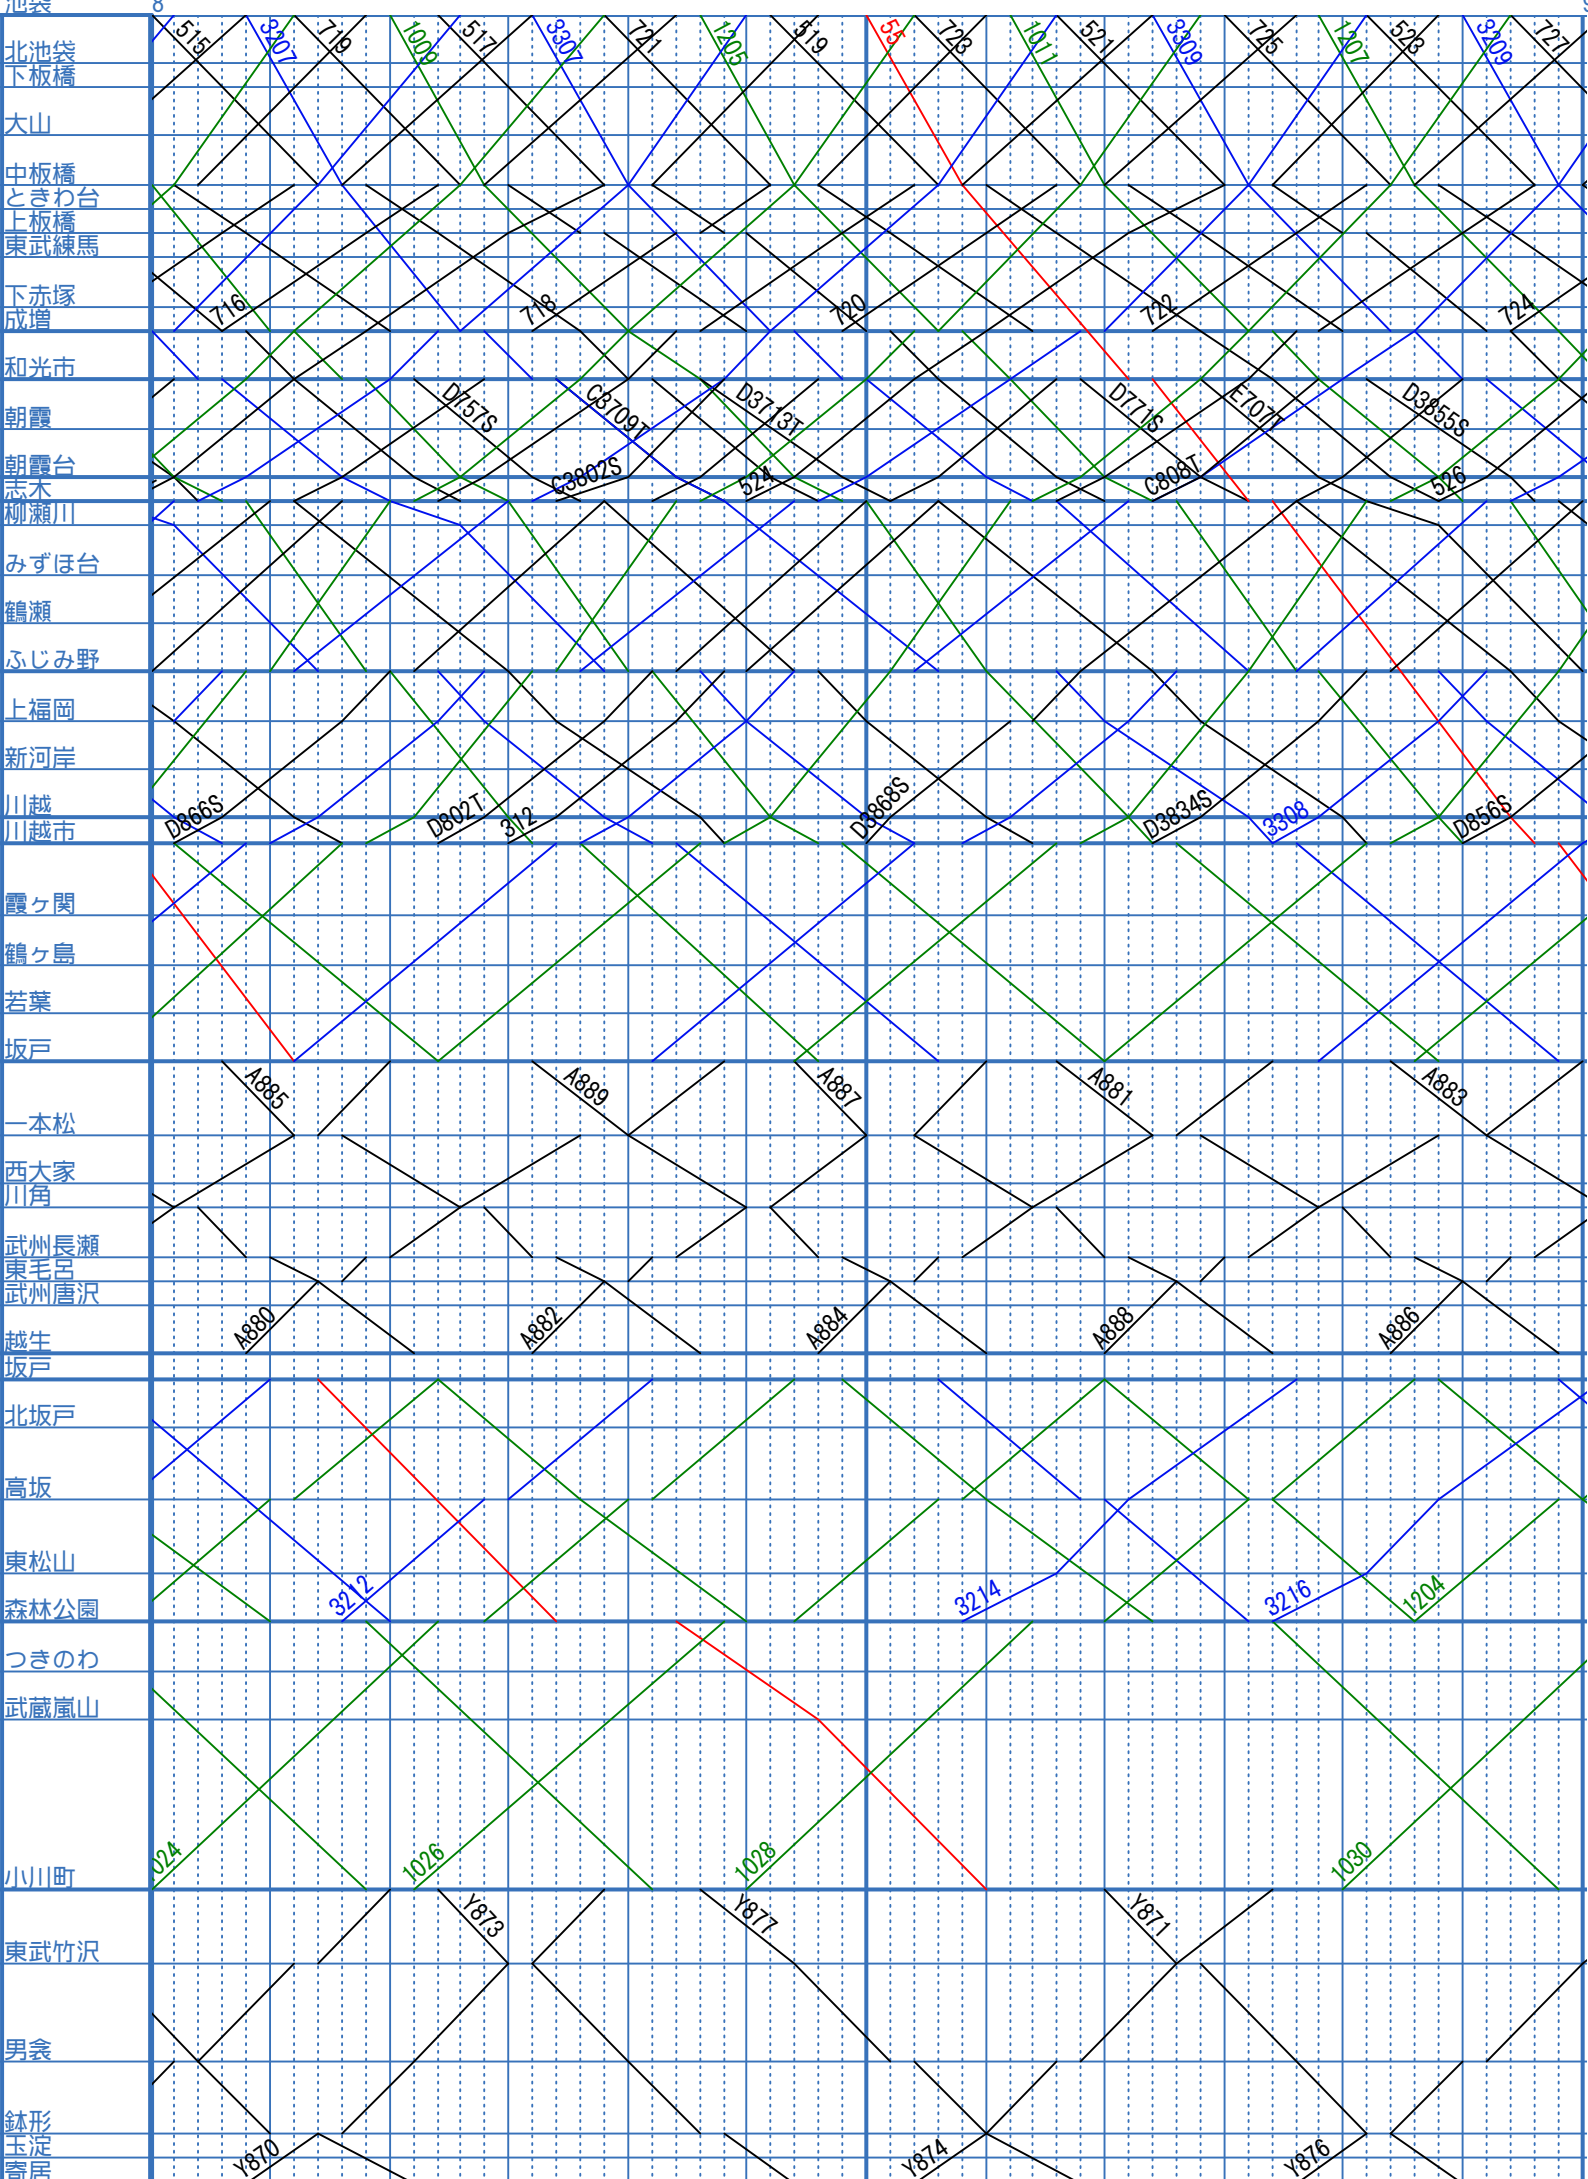 池袋
8
515
3207
719
1009
517
3307
721
1205
519
55
723
1011
521
3309
725
1207
523
3209
727
北池袋
下板橋
大山
中板橋
ときわ台
上板橋
東武練馬
下赤塚
716
718
720
722
724
成増
和光市
D757S
C3709T
D3713T
D771S
E707T
D3855S
朝霞
朝霞台
C3802S
524
C808T
526
志木
柳瀬川
みずほ台
鶴瀬
ふじみ野
上福岡
新河岸
川越
D866S
D802T
312
D3868S
D3834S
3308
D856S
川越市
霞ヶ関
鶴ヶ島
若葉
坂戸
A885
A889
A887
A881
A883
一本松
西大家
川角
武州長瀬
東毛呂
武州唐沢
A880
A882
A884
A888
A886
越生
坂戸
北坂戸
高坂
東松山
3212
3214
3216
1204
森林公園
つきのわ
武蔵嵐山
024
1026
1028
1030
小川町
Y873
Y877
Y871
東武竹沢
男衾
鉢形
玉淀
Y870
Y874
Y876
寄居